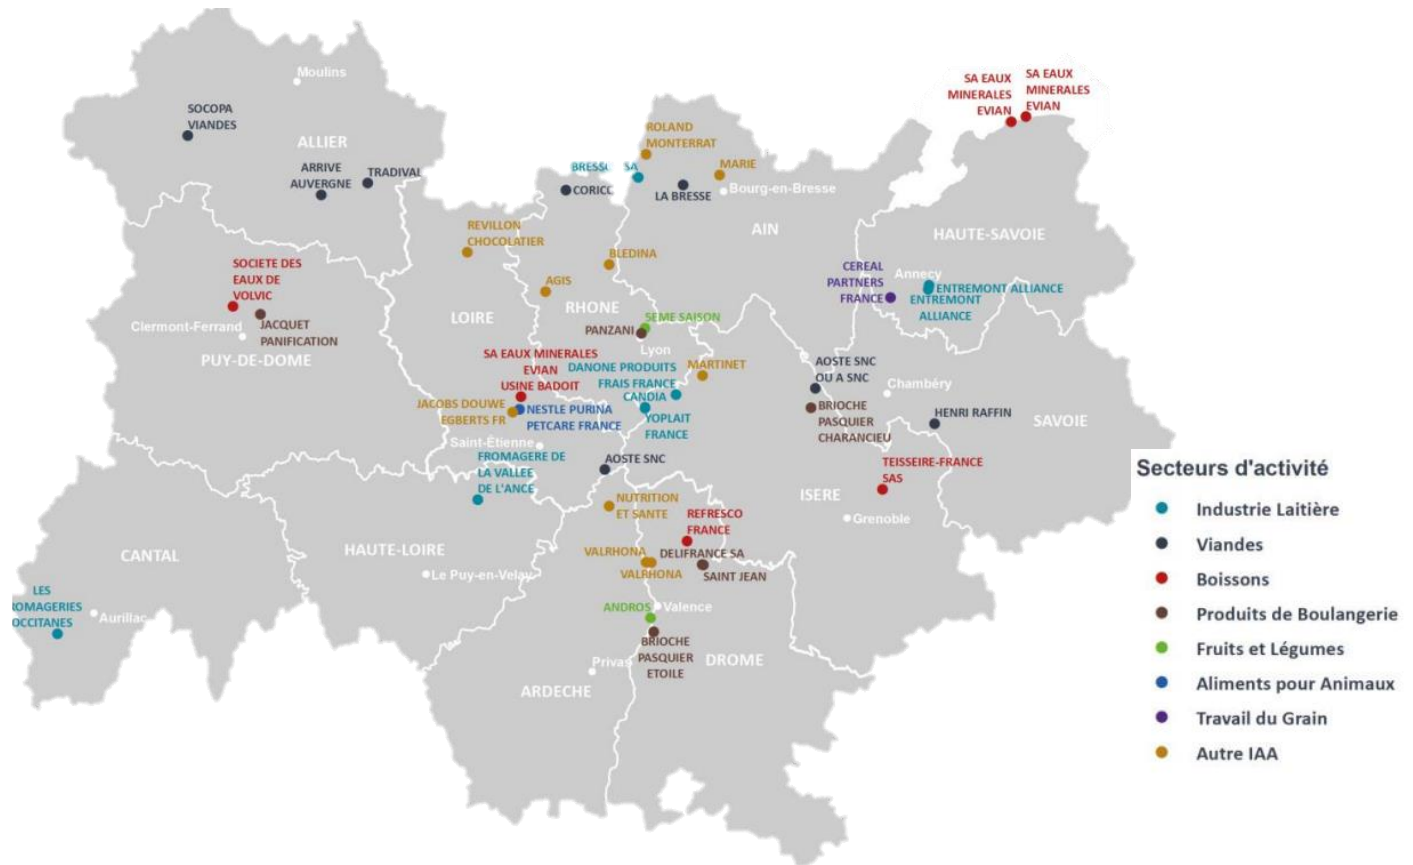 Moulins
SOCOPA
VIANDES
ALLIER
ARRIVE
AUVERGNE
TRADIVAL
SA EAUX
MINERALES
EVIAN
SA EAUX
MINERALES
EVIAN
ROLAND
MONTERRAT
BRESSC SA
CORICC
MARIE
LA BRESSE
Bourg-en-Bresse
AIN
HAUTE-SAVOIE
REVILLON
CHOCOLATIER
BLEDINA
AGIS
RHONE
LOIRE
SOCIETE DES
EAUX DE
VOLVIC
Clermont-Ferrand
JACQUET
PANIFICATION
PUY-DE-DOME
CEREAL
PARTNERS
FRANCE
Annecy
ENTREMONT ALLIANCE
ENTREMONT
ALLIANCE
5EME SAISON
PANZANI
Lyon
SA EAUX MINERALES
EVIAN
USINE BADOIT
DANONE PRODUITS
FRAIS FRANCE
CANDIA
MARTINET
YOPLAIT
FRANCE
JACOBS DOUWE
EGBERTS FR
NESTLE PURINA
PETCARE FRANCE
Saint-Étienne
AOSTE SNC
OU A SNC
BRIOCHE
PASQUIER
CHARANCIEU
Chambéry
HENRI RAFFIN
SAVOIE
FROMAGERE DE
LA VALLEE
DE L'ANCE
AOSTE SNC
TEISSEIRE-FRANCE
SAS
ISERE
Grenoble
NUTRITION
ET SANTE
REFRESCO
FRANCE
CANTAL
HAUTE-LOIRE
Le Puy-en-Velay
VALRHONA
VALRHONA
DELIFRANCE SA
SAINT JEAN
LES
ROMAGERIES
OCCITANES
Aurillac
ANDROS
Valence
BRIOCHE
PASQUIER
ETOILE
Privas
DROME
ARDECHE
Secteurs d'activité
Industrie Laitière
Viandes
Boissons
Produits de Boulangerie
Fruits et Légumes
Aliments pour Animaux
Travail du Grain
Autre IAA